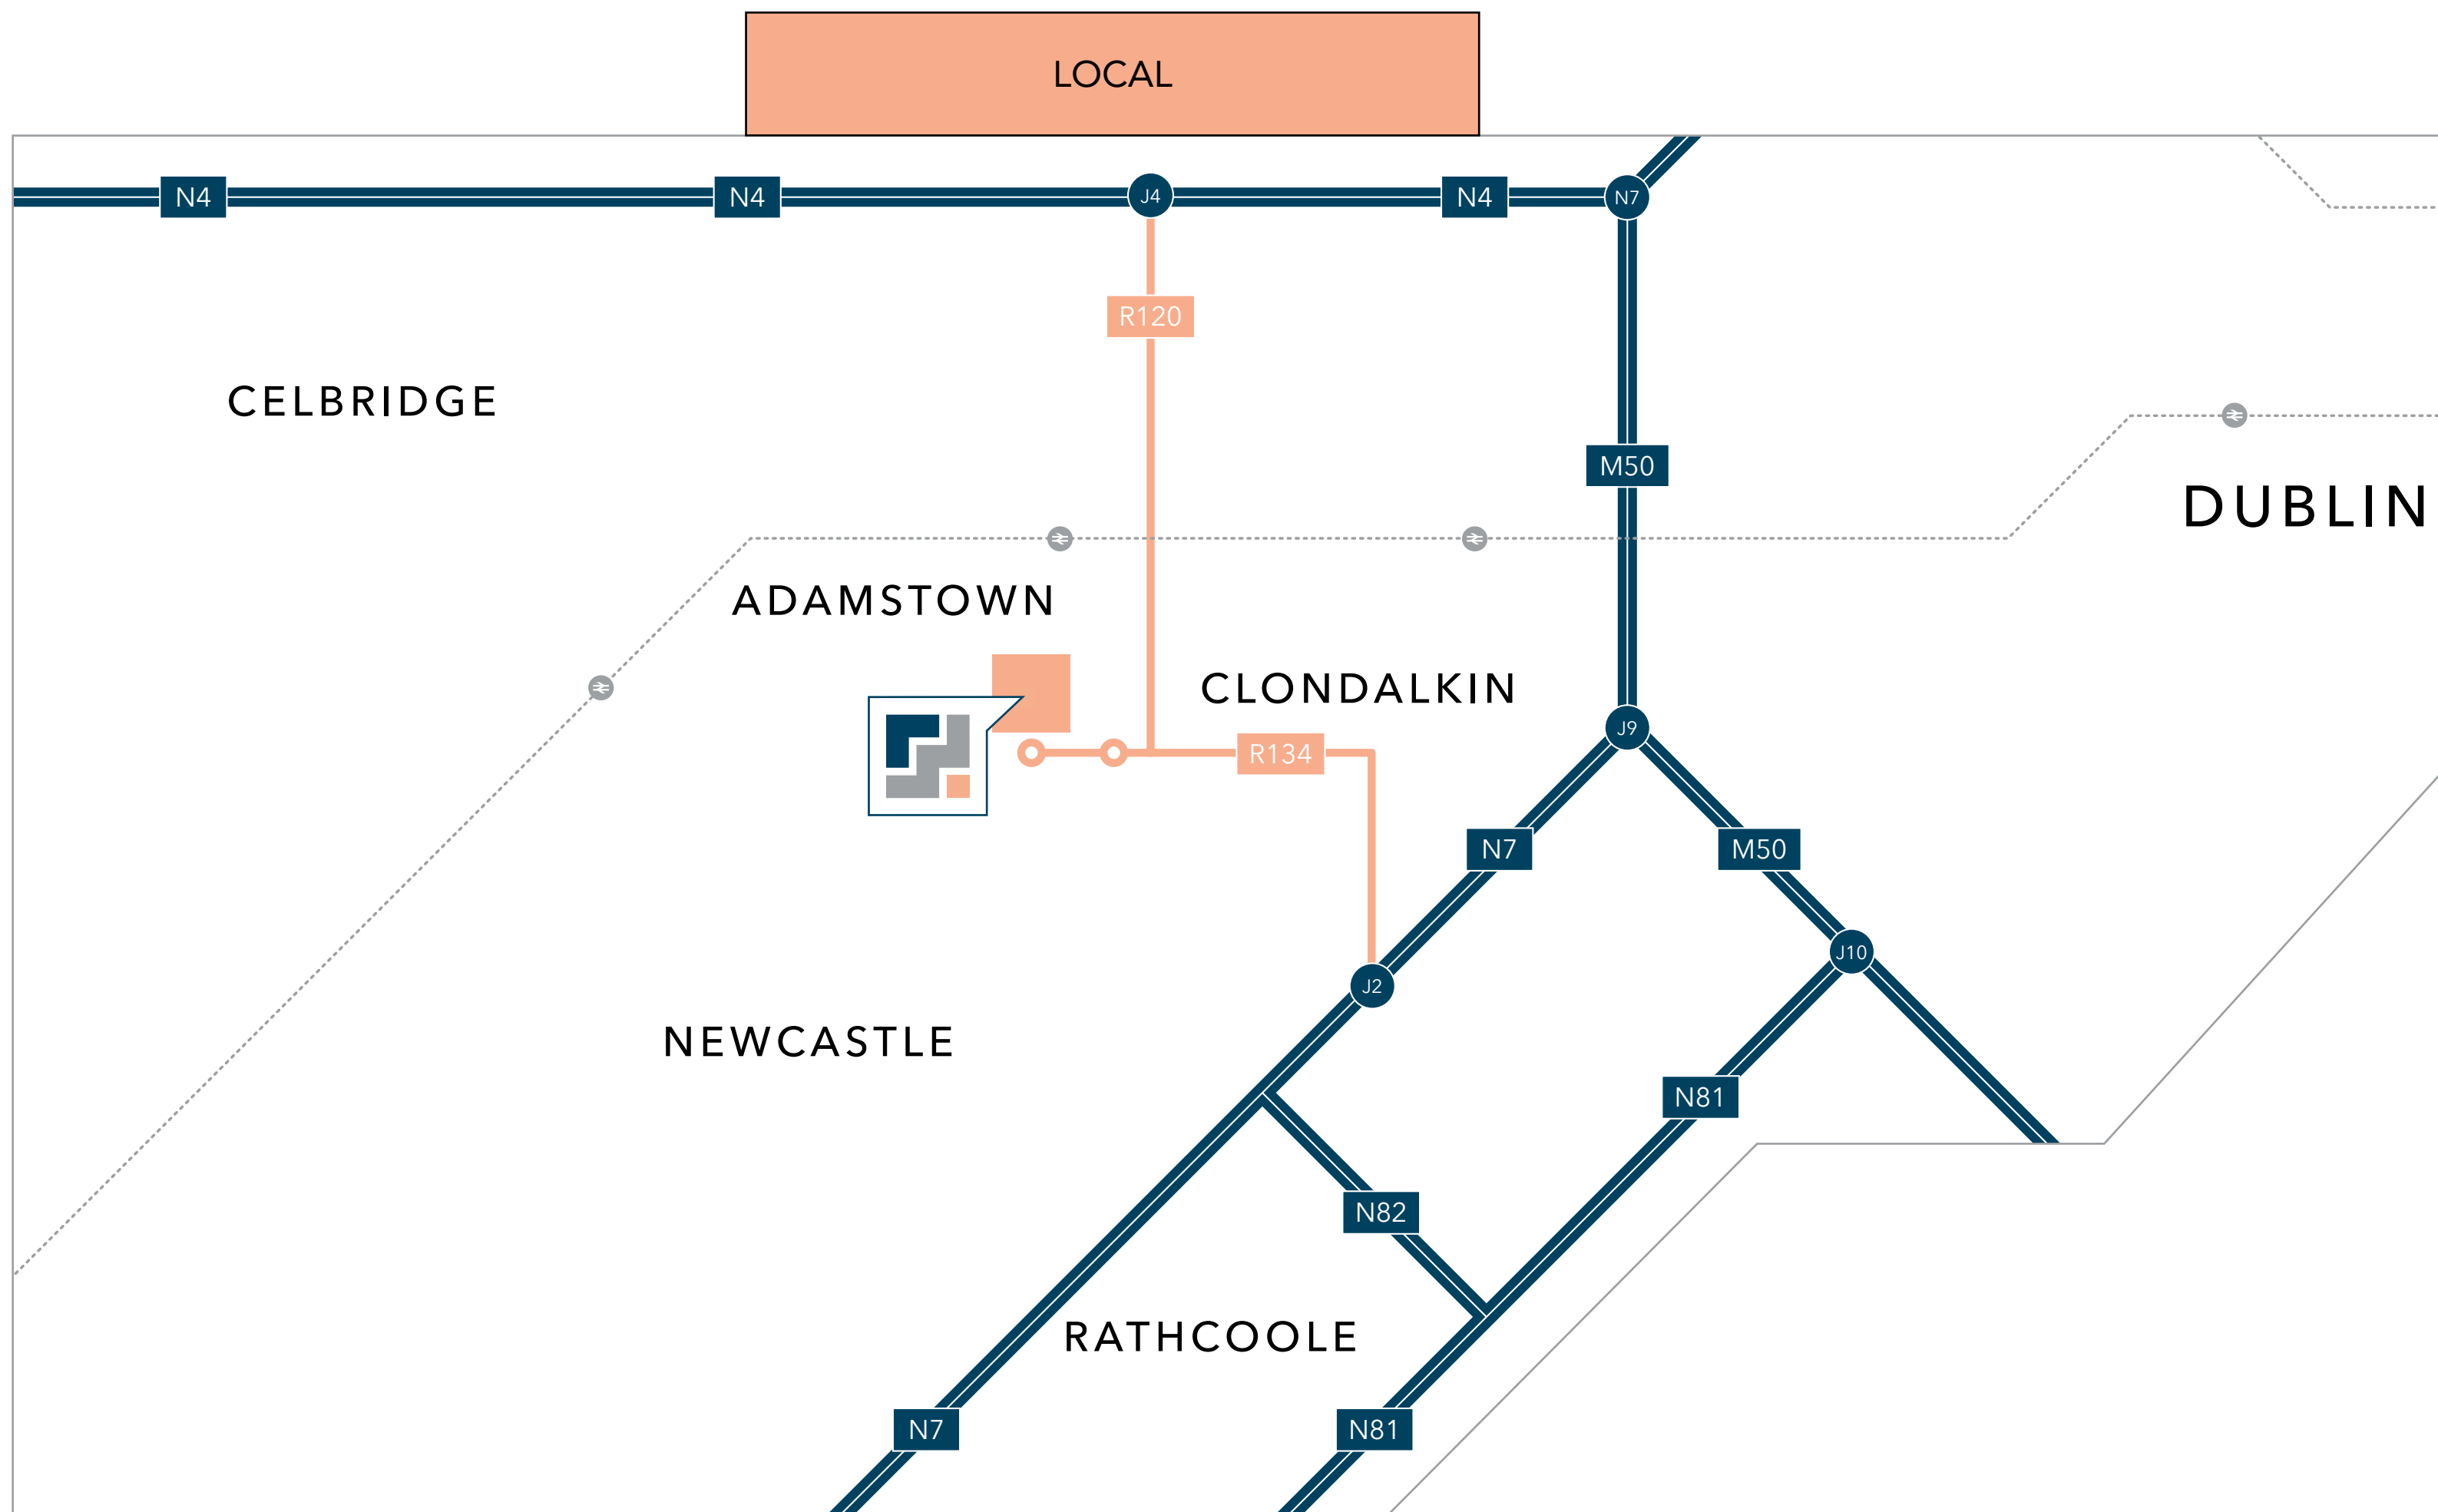 LOCAL
N4
N4
J4
N4
N7
R120
CELBRIDGE
M50
DUBLIN
ADAMSTOWN
CLONDALKIN
J9
R134
N7
M50
J10
J2
NEWCASTLE
N81
N82
RATHCOOLE
N7
N81